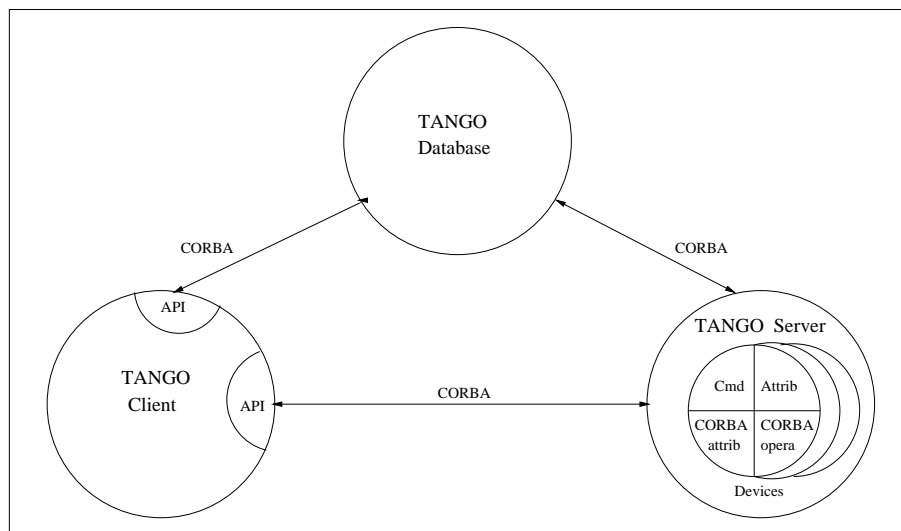 TANGO
Database
CORBA
CORBA
API
TANGO Server
TANGO
Client
API
CORBA
Cmd
Attrib
CORBA
attrib
CORBA
opera
Devices